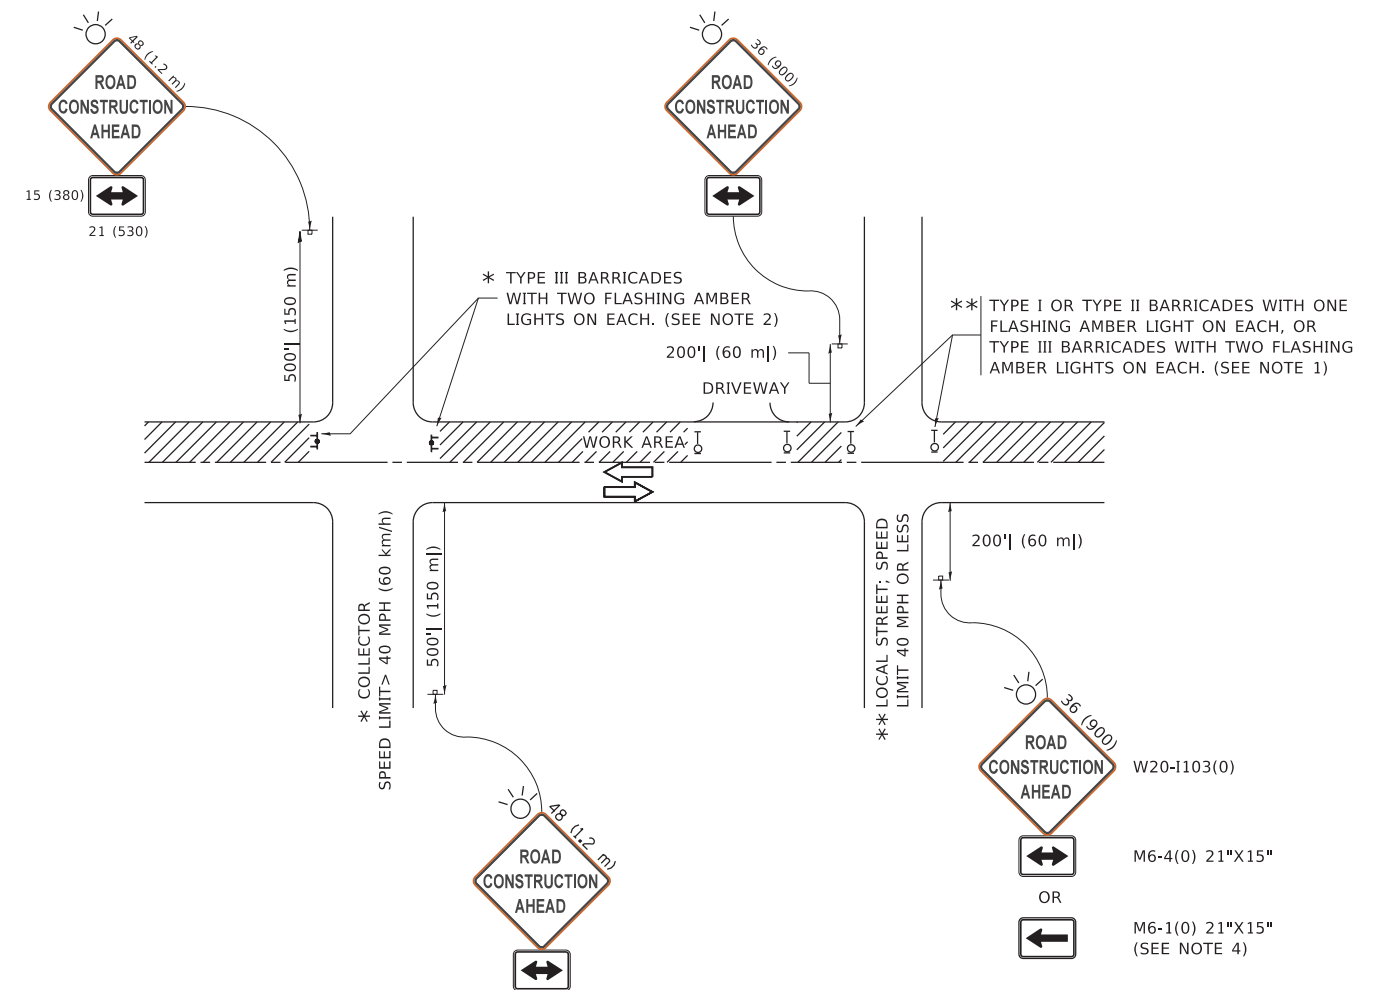 48 (1.2 m)
ROAD
CONSTRUCTION
AHEAD
15 (380)
21 (530)
36 (900)
ROAD
CONSTRUCTION
AHEAD
500'| (150 m)
* TYPE III BARRICADES
WITH TWO FLASHING AMBER
LIGHTS ON EACH. (SEE NOTE 2)
200'| (60 m|)
DRIVEWAY
** TYPE I OR TYPE II BARRICADES WITH ONE
FLASHING AMBER LIGHT ON EACH, OR
TYPE III BARRICADES WITH TWO FLASHING
AMBER LIGHTS ON EACH. (SEE NOTE 1)
WORK AREA
* COLLECTOR
SPEED LIMIT> 40 MPH (60 km/h)
500'| (150 m|)
** LOCAL STREET; SPEED
LIMIT 40 MPH OR LESS
200'| (60 m|)
48 (1.2 m)
ROAD
CONSTRUCTION
AHEAD
36 (900)
ROAD
CONSTRUCTION
AHEAD
W20-I103(0)
M6-4(0) 21"X15"
OR
M6-1(0) 21"X15"
(SEE NOTE 4)